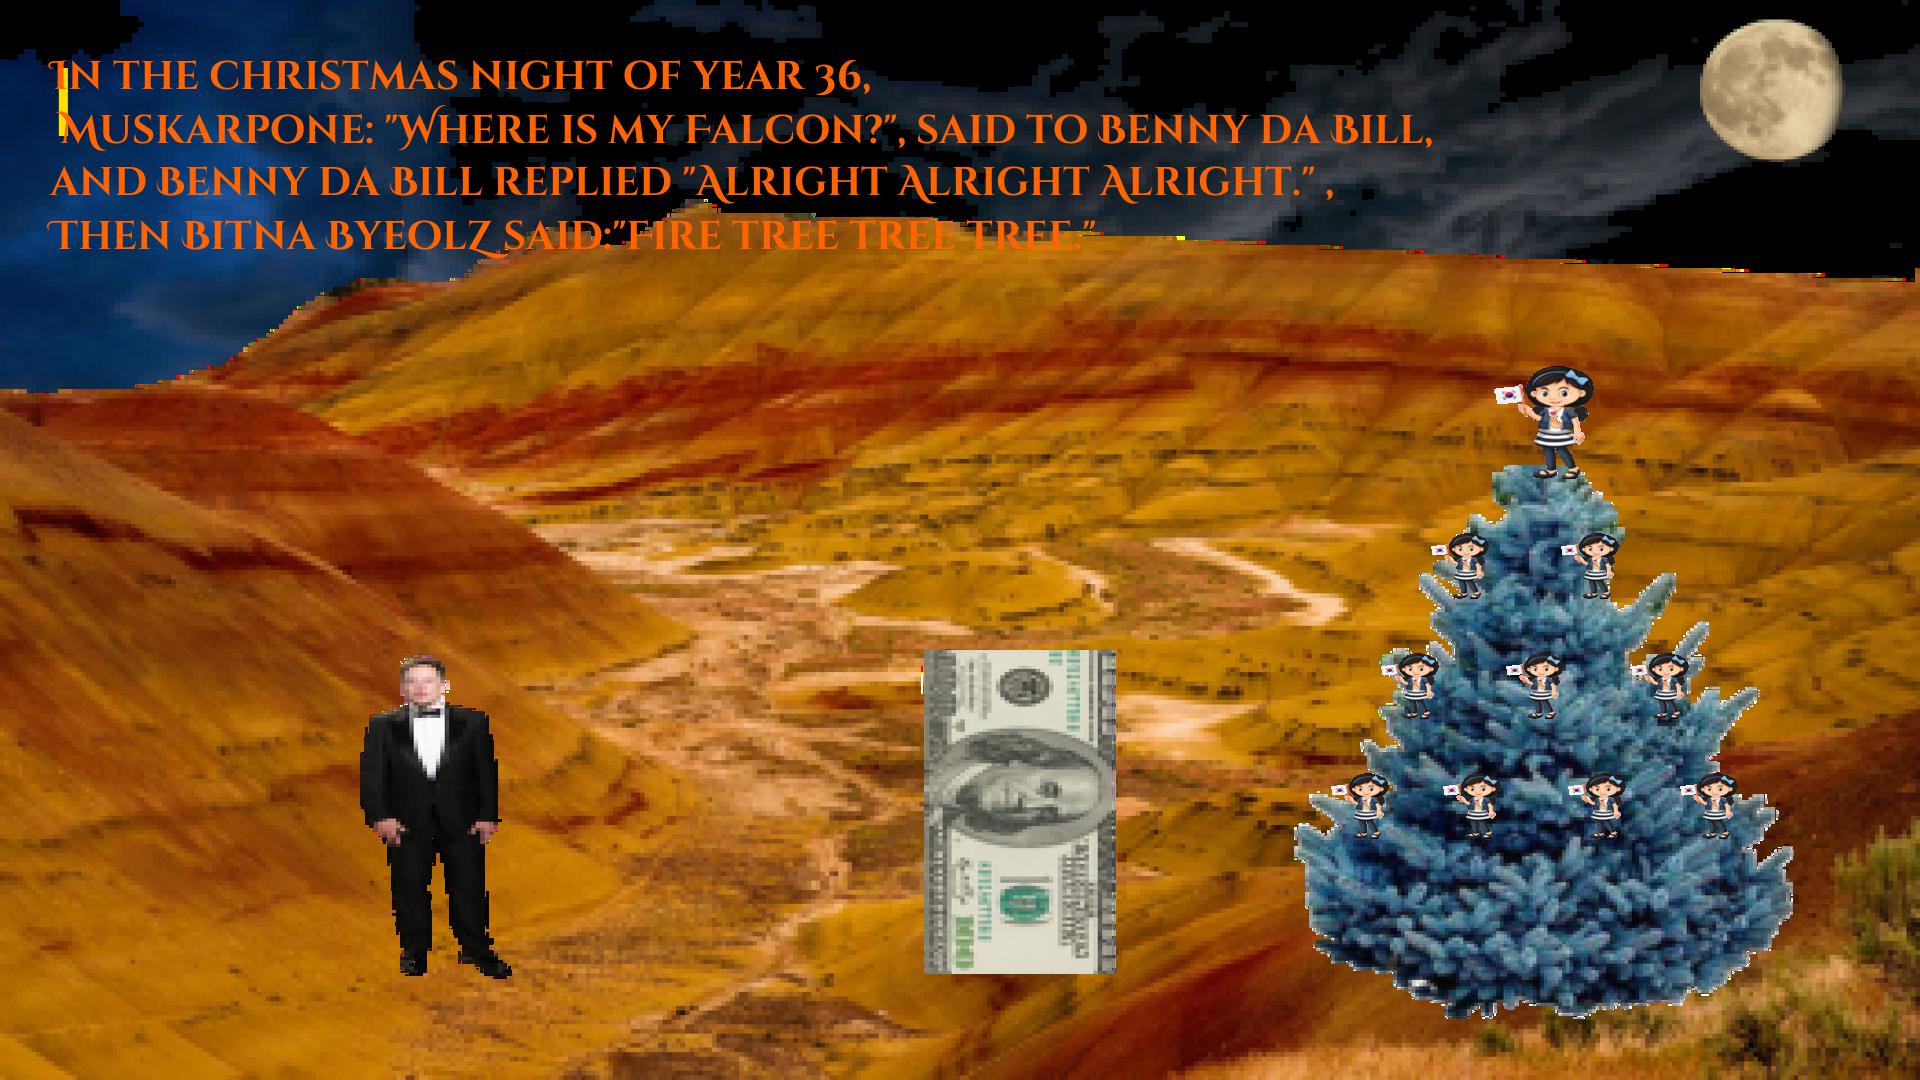 In the Christmas night of year 36,
Muskarpone: "Where is my Falcon?", said to Benny da Bill,
and Benny da Bill replied "Alright Alright Alright." ,
Then Bitna Byeolz said:"Fire tree tree tree."